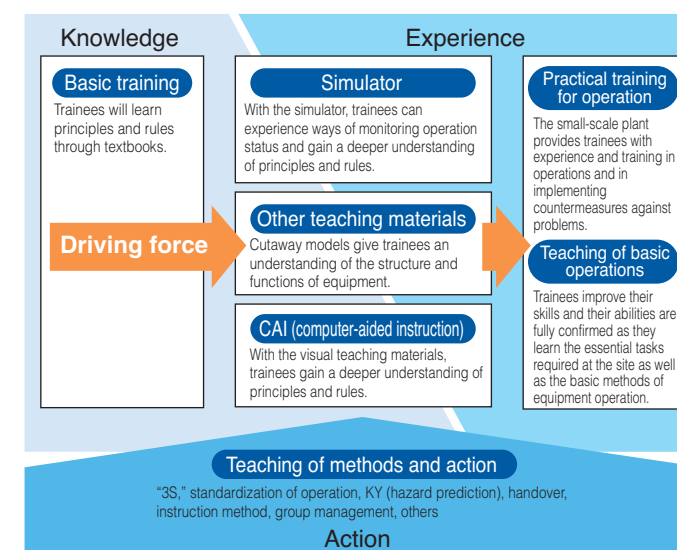 Knowledge
Experience
Basic training
Trainees will learn
principles and rules
through textbooks.
Driving force
Simulator
With the simulator, trainees can
experience ways of monitoring operation
status and gain a deeper understanding
of principles and rules.
Other teaching materials
Cutaway models give trainees an
understanding of the structure and
functions of equipment.
CAI (computer-aided instruction)
With the visual teaching materials,
trainees gain a deeper understanding of
principles and rules.
Practical training
for operation
The small-scale plant
provides trainees with
experience and training in
operations and in
implementing
countermeasures against
problems.
Teaching of basic
operations
Trainees improve their
skills and their abilities are
fully confirmed as they
learn the essential tasks
required at the site as well
as the basic methods of
equipment operation.
Teaching of methods and action
“3S,” standardization of operation, KY (hazard prediction), handover,
instruction method, group management, others
Action